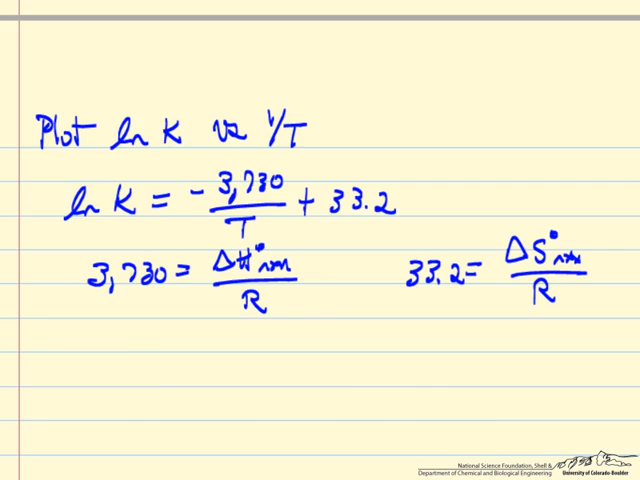 Plot ln K vs 1/T
ln K = - 3,730/T + 33.2
3,730 = ΔH°rxn/R 33.2 = ΔS°rxn/R
National Science Foundation, Shell &
Department of Chemical and Biological Engineering
University of Colorado-Boulder